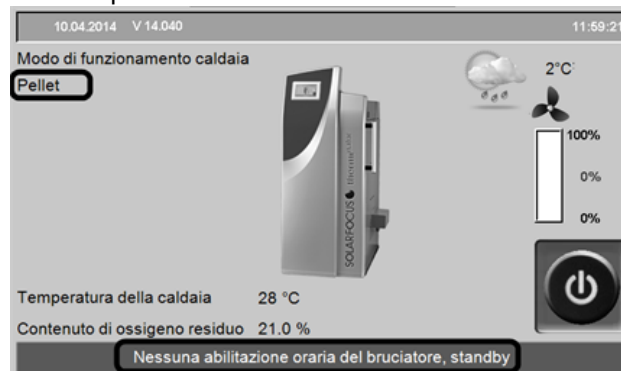 10.04.2014 V 14.040 11:59:21
Modo di funzionamento caldaia
Pellet
2°C
100%
0%
0%
SOLARFOCUS
Temperatura della caldaia 28 °C
Contenuto di ossigeno residuo 21.0 %
Nessuna abilitazione oraria del bruciatore, standby